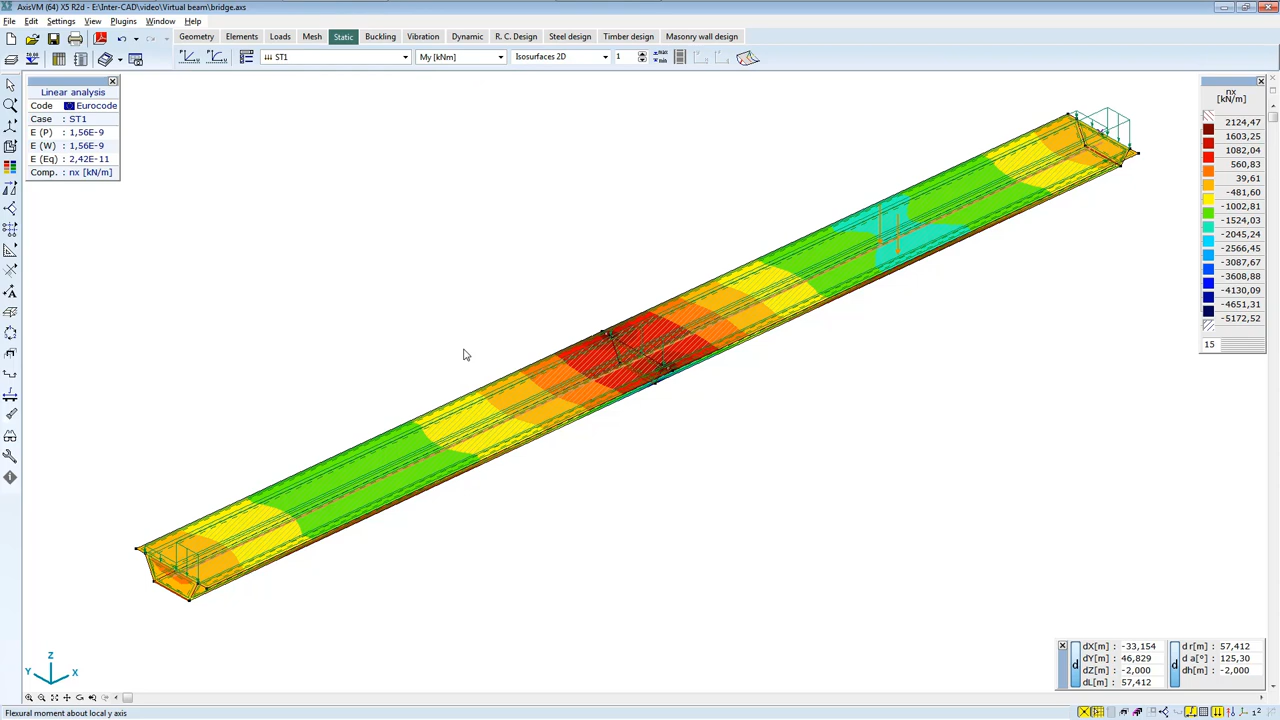 AxisVM (64) X5 R2d - E:\Inter-CAD\video\Virtual beam\bridge.axs
File Edit Settings View Plugins Window Help
Geometry Elements Loads Mesh Static Buckling Vibration Dynamic R. C. Design Steel design Timber design Masonry wall design
ST1 My [kNm] Isosurfaces 2D 1
Linear analysis
Code : Eurocode
Case : ST1
E (P) : 1,56E-9
E (W) : 1,56E-9
E (Eq) : 2,42E-11
Comp. : nx [kN/m]
nx
[kN/m]
2124,47
1603,25
1082,04
560,83
39,61
-481,60
-1002,81
-1524,03
-2045,24
-2566,45
-3087,67
-3608,88
-4130,09
-4651,31
-5172,52
15
Z
Y X
d
dX[m] : -33,154
dY[m] : 46,829
dZ[m] : -2,000
dL[m] : 57,412
d
d r[m] : 57,412
d a[°] : 125,30
dh[m] : -2,000
Flexural moment about local y axis